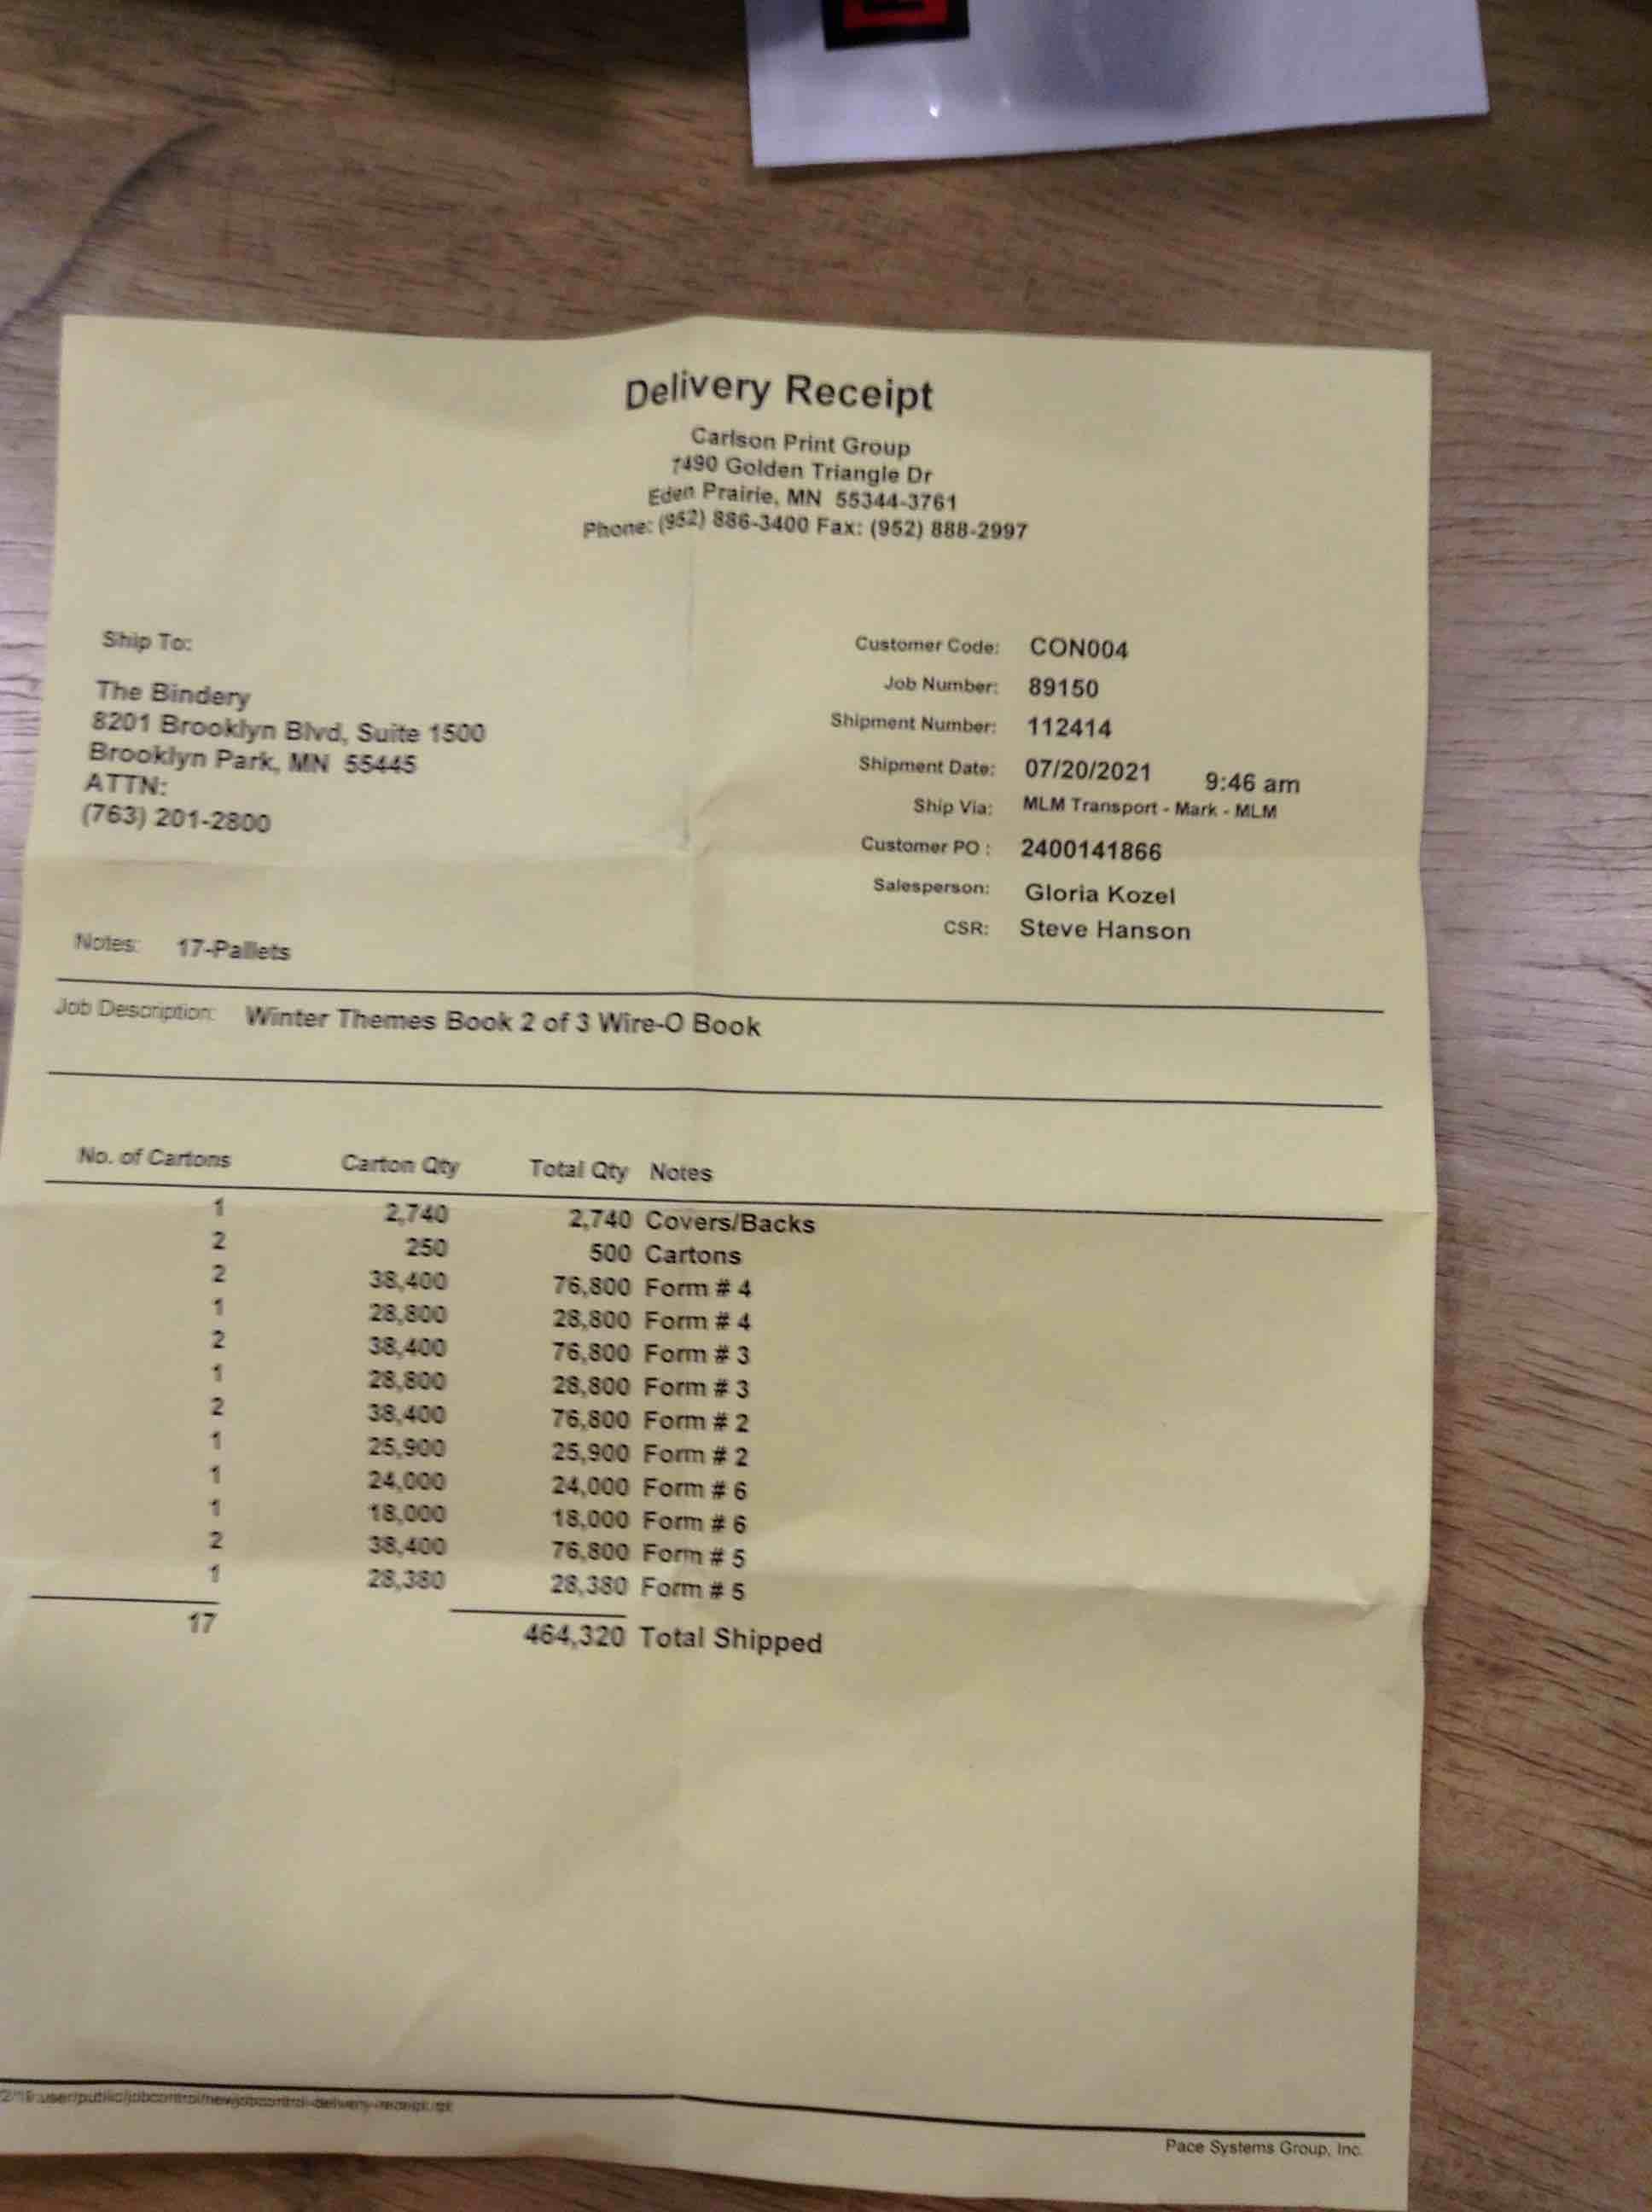 Delivery Receipt
Carlson Print Group
7490 Golden Triangle Dr
Eden Prairie, MN 55344-3761
Phone: (952) 886-3400 Fax: (952) 888-2997
Ship To:
The Bindery
8201 Brooklyn Blvd, Suite 1500
Brooklyn Park, MN 55445
ATTN:
(763) 201-2800
Customer Code: CON004
Job Number: 89150
Shipment Number: 112414
Shipment Date: 07/20/2021 9:46 am
Ship Via: MLM Transport - Mark - MLM
Customer PO : 2400141866
Salesperson: Gloria Kozel
CSR: Steve Hanson
Notes: 17-Pallets
Job Description: Winter Themes Book 2 of 3 Wire-O Book
No. of Cartons Carton Qty Total Qty Notes
1 2,740 2,740 Covers/Backs
2 250 500 Cartons
2 38,400 76,800 Form # 4
1 28,800 28,800 Form # 4
2 38,400 76,800 Form # 3
1 28,800 28,800 Form # 3
2 38,400 76,800 Form # 2
1 25,900 25,900 Form # 2
1 24,000 24,000 Form # 6
1 18,000 18,000 Form # 6
2 38,400 76,800 Form # 5
1 28,380 28,380 Form # 5
17 464,320 Total Shipped
Pace Systems Group, Inc.